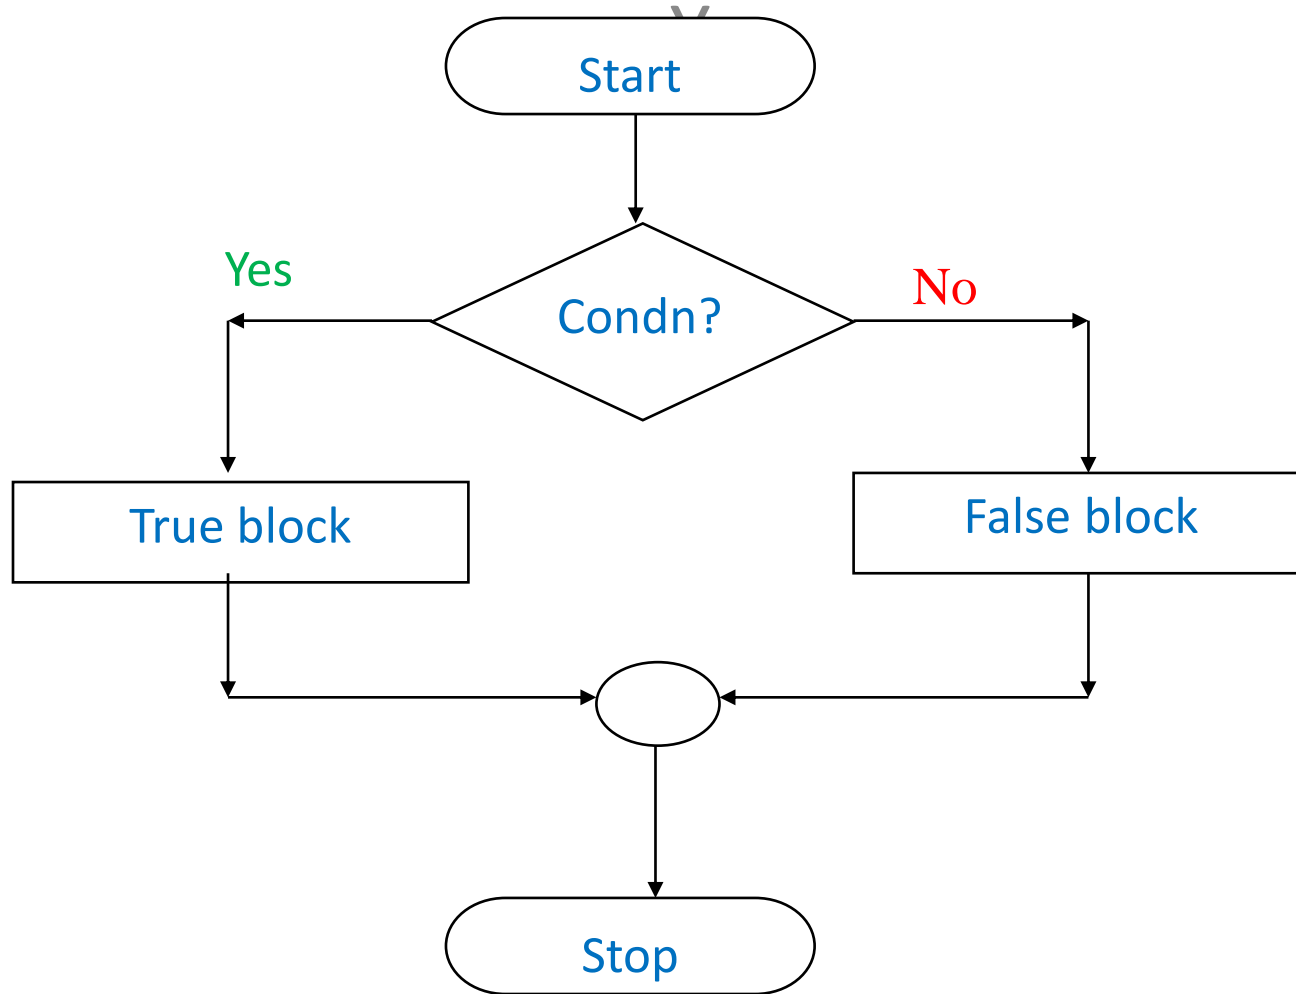 Start
Yes
No
Condn?
True block
False block
Stop